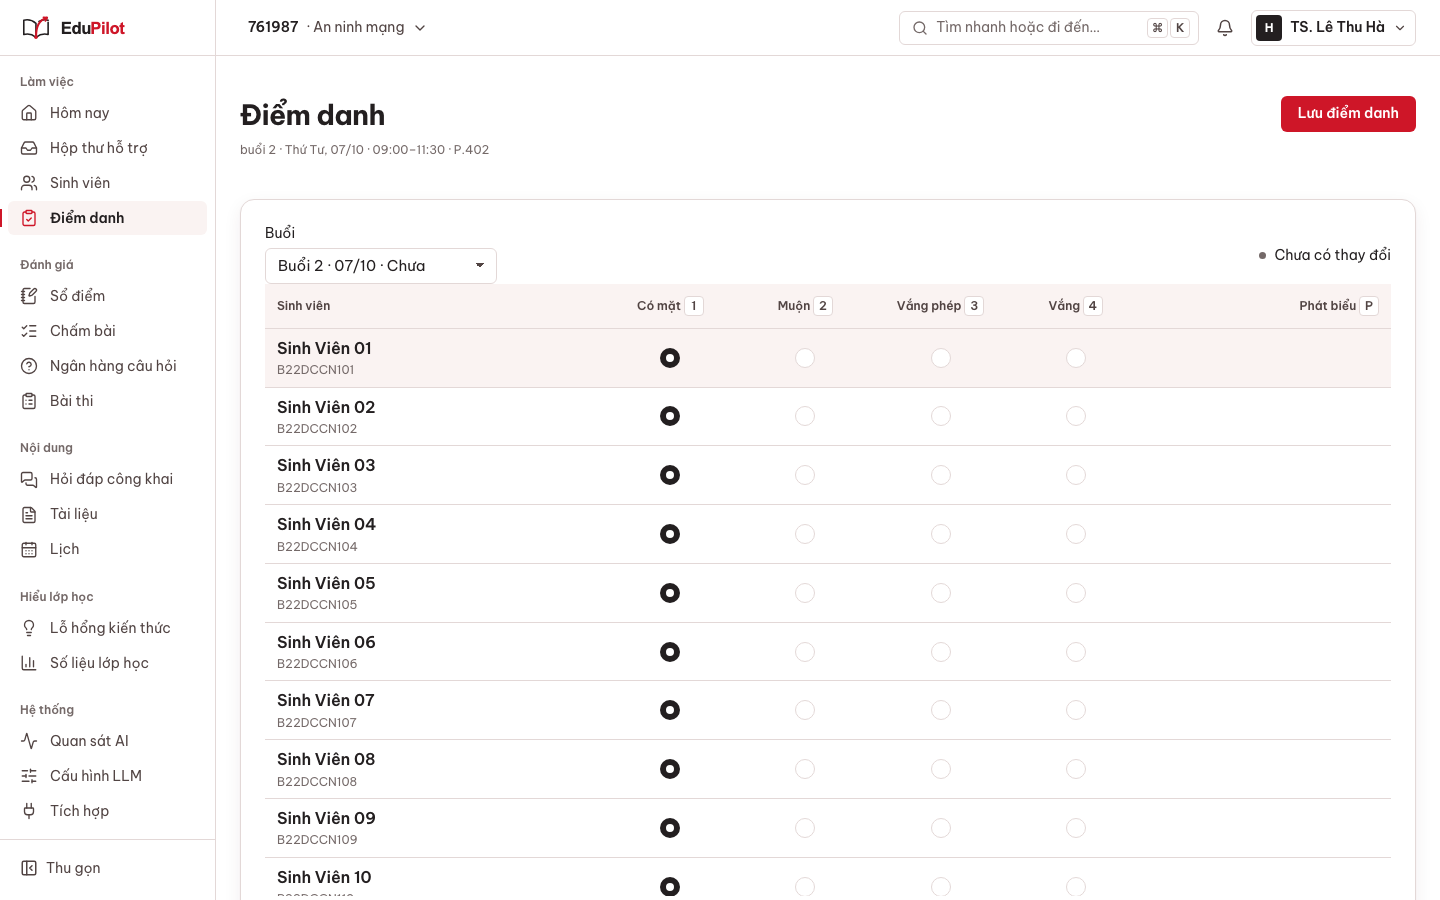 EduPilot
761987 · An ninh mạng
Tìm nhanh hoặc đi đến...
⌘ K
H TS. Lê Thu Hà
Làm việc
Hôm nay
Hộp thư hỗ trợ
Sinh viên
Điểm danh
Đánh giá
Sổ điểm
Chấm bài
Ngân hàng câu hỏi
Bài thi
Nội dung
Hỏi đáp công khai
Tài liệu
Lịch
Hiểu lớp học
Lỗ hổng kiến thức
Số liệu lớp học
Hệ thống
Quan sát AI
Cấu hình LLM
Tích hợp
Thu gọn
Điểm danh
buổi 2 · Thứ Tư, 07/10 · 09:00–11:30 · P.402
Lưu điểm danh
Buổi
Buổi 2 · 07/10 · Chưa
Chưa có thay đổi
Sinh viên Có mặt 1 Muộn 2 Vắng phép 3 Vắng 4 Phát biểu P
Sinh Viên 01
B22DCCN101
Sinh Viên 02
B22DCCN102
Sinh Viên 03
B22DCCN103
Sinh Viên 04
B22DCCN104
Sinh Viên 05
B22DCCN105
Sinh Viên 06
B22DCCN106
Sinh Viên 07
B22DCCN107
Sinh Viên 08
B22DCCN108
Sinh Viên 09
B22DCCN109
Sinh Viên 10